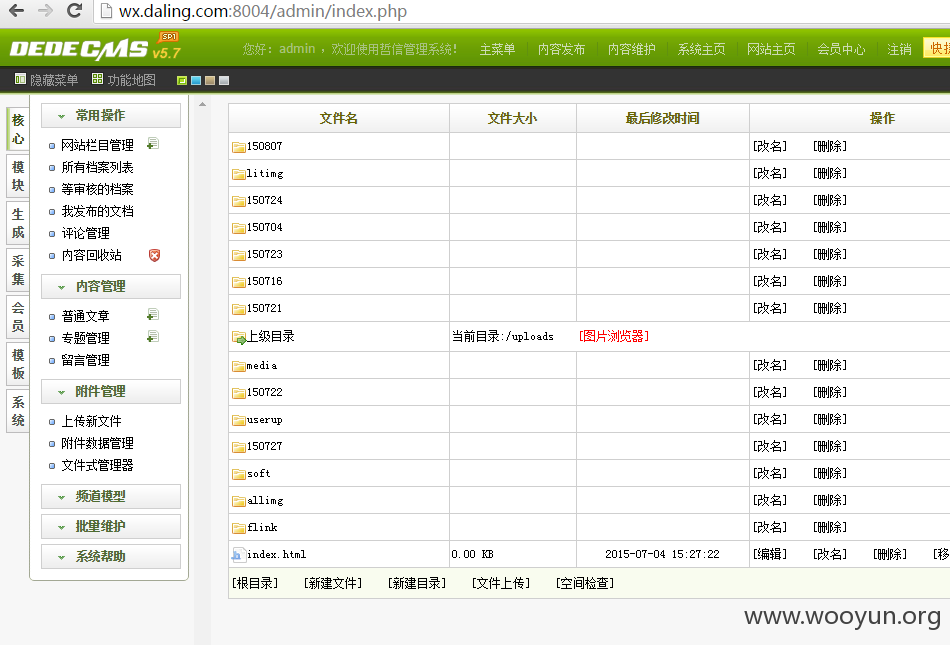 wx.daling.com:8004/admin/index.php
DEDECMS SP1 v5.7
您好：admin ，欢迎使用哲信管理系统！ 主菜单 内容发布 内容维护 系统主页 网站主页 会员中心 注销
隐藏菜单 功能地图
核心
模块
生成
采集
会员
模板
系统
常用操作
网站栏目管理
所有档案列表
等审核的档案
我发布的文档
评论管理
内容回收站
内容管理
普通文章
专题管理
留言管理
附件管理
上传新文件
附件数据管理
文件式管理器
频道模型
批量维护
系统帮助
文件名 文件大小 最后修改时间 操作
150807 [改名] [删除]
litimg [改名] [删除]
150724 [改名] [删除]
150704 [改名] [删除]
150723 [改名] [删除]
150716 [改名] [删除]
150721 [改名] [删除]
上级目录 当前目录:/uploads [图片浏览器]
media [改名] [删除]
150722 [改名] [删除]
userup [改名] [删除]
150727 [改名] [删除]
soft [改名] [删除]
allimg [改名] [删除]
flink [改名] [删除]
index.html 0.00 KB 2015-07-04 15:27:22 [编辑] [改名] [删除] [移
[根目录] [新建文件] [新建目录] [文件上传] [空间检查]
www.wooyun.org